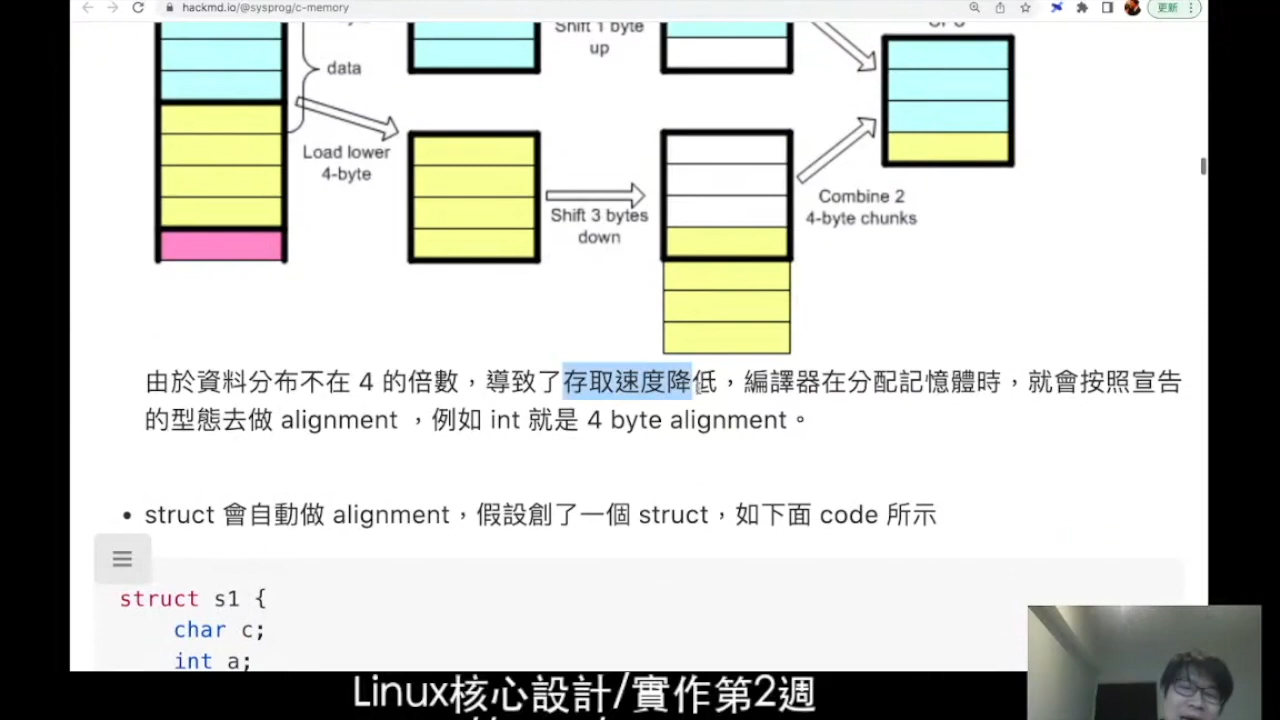 hackmd.io/@sysprog/c-memory
更新
Shift 1 byte
up
data
Load lower
4-byte
Shift 3 bytes
down
Combine 2
4-byte chunks
由於資料分布不在 4 的倍數，導致了存取速度降低，編譯器在分配記憶體時，就會按照宣告
的型態去做 alignment ，例如 int 就是 4 byte alignment。
• struct 會自動做 alignment，假設創了一個 struct，如下面 code 所示
struct s1 {
char c;
int a;
Linux核心設計/實作第2週